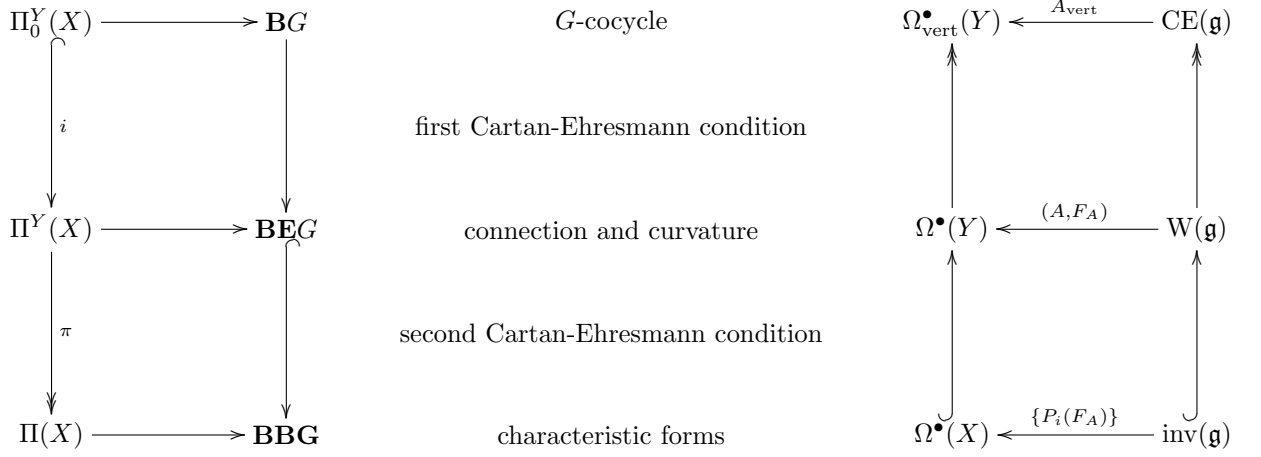 Π₀^Y(X) 𝐁G G-cocycle Ω•_vert(Y) A_vert CE(𝔤)
i first Cartan-Ehresmann condition
Π^Y(X) 𝐁𝐄G connection and curvature Ω•(Y) (A,F_A) W(𝔤)
π second Cartan-Ehresmann condition
Π(X) 𝐁𝐁𝐆 characteristic forms Ω•(X) {P_i(F_A)} inv(𝔤)